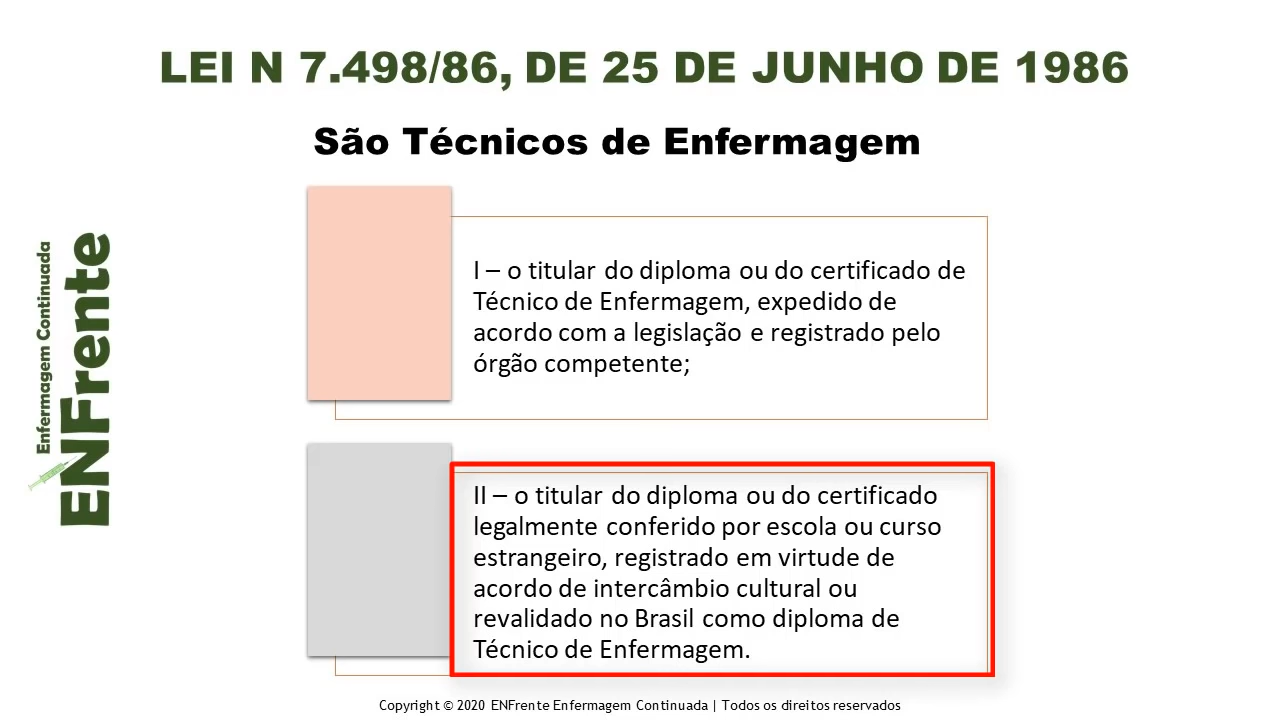 LEI N 7.498/86, DE 25 DE JUNHO DE 1986
São Técnicos de Enfermagem
I – o titular do diploma ou do certificado de
Técnico de Enfermagem, expedido de
acordo com a legislação e registrado pelo
órgão competente;
II – o titular do diploma ou do certificado
legalmente conferido por escola ou curso
estrangeiro, registrado em virtude de
acordo de intercâmbio cultural ou
revalidado no Brasil como diploma de
Técnico de Enfermagem.
Enfermagem Continuada
ENFrente
Copyright © 2020 ENFrente Enfermagem Continuada | Todos os direitos reservados